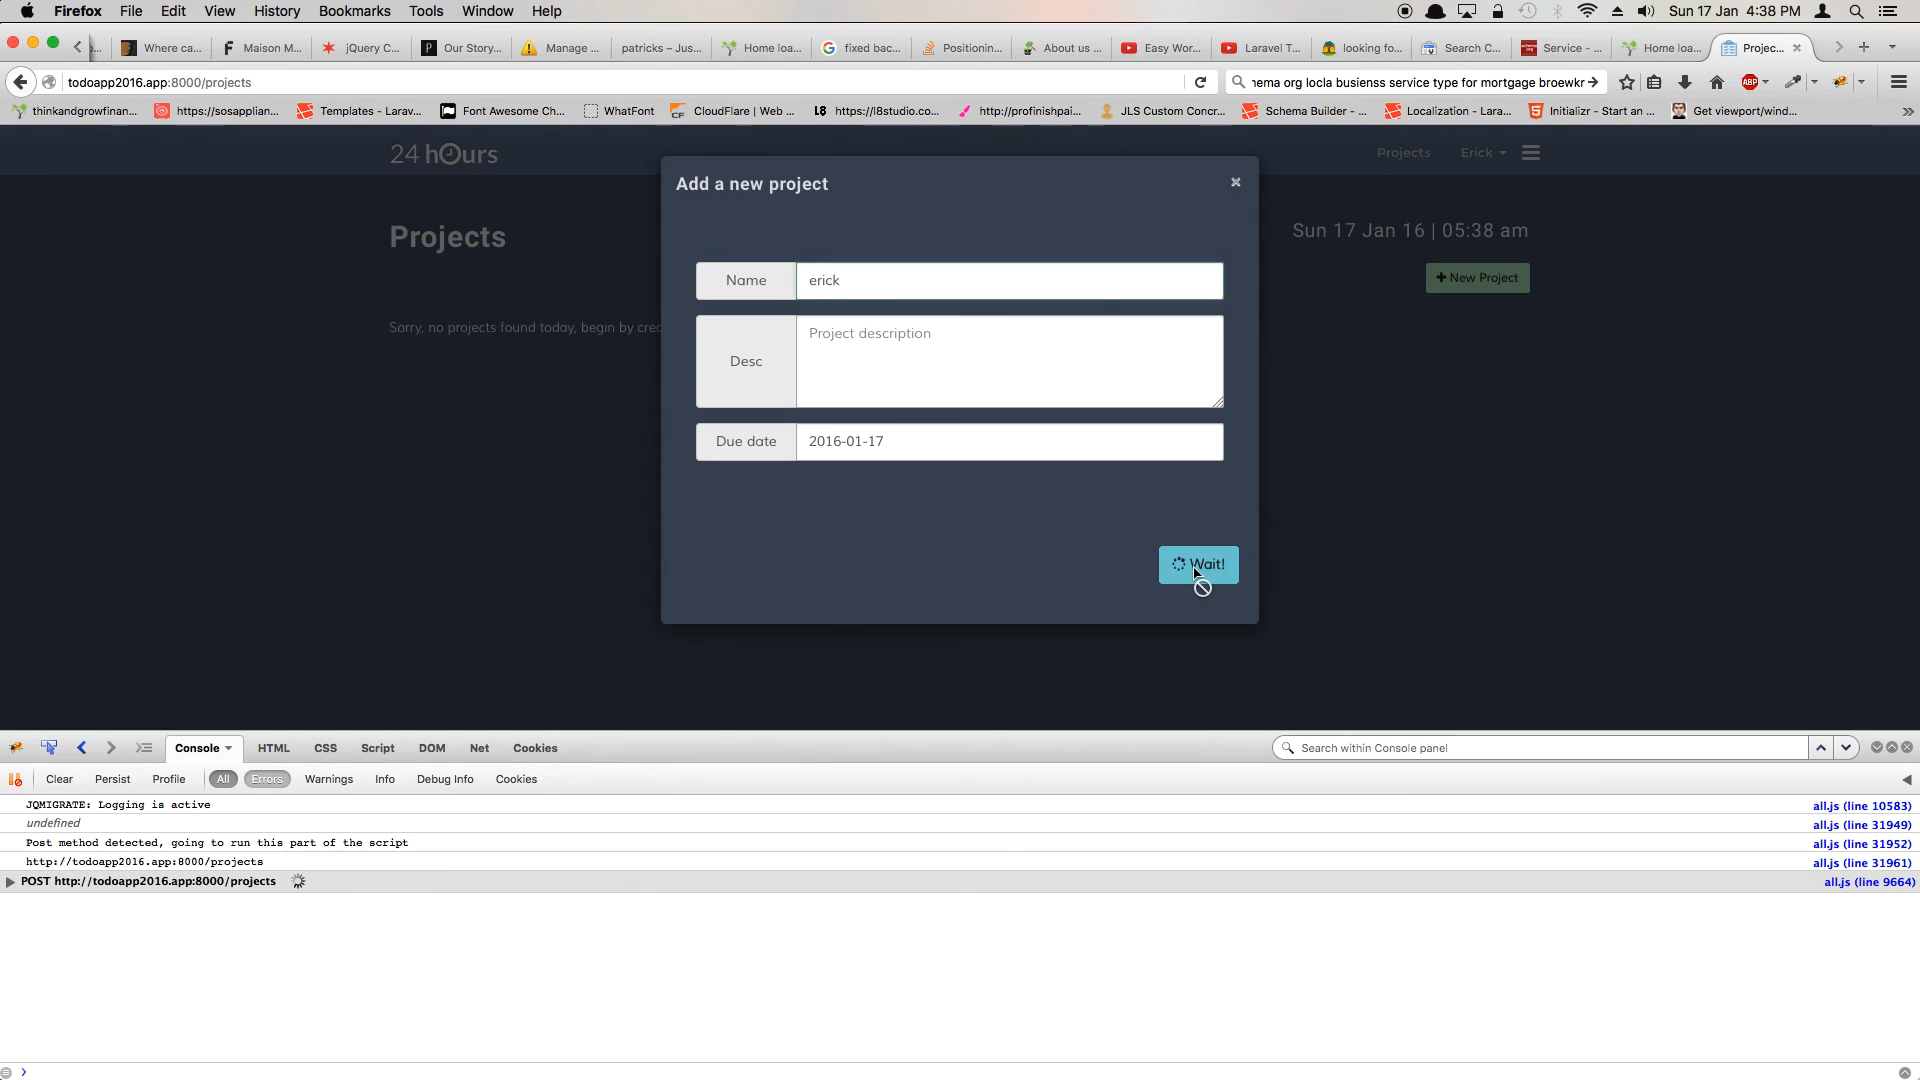 Firefox File Edit View History Bookmarks Tools Window Help Sun 17 Jan 4:38 PM
Where ca... Maison M... jQuery C... Our Story... Manage ... patricks – Jus... Home loa... fixed bac... Positionin... About us ... Easy Wor... Laravel T... looking fo... Search C... Service - ... Home loa... Projec...
todoapp2016.app:8000/projects
hema org locla busienss service type for mortgage broewkr
ABP
thinkandgrowfinan... https://sosapplian... Templates - Larav... Font Awesome Ch... WhatFont CloudFlare | Web ... L8 https://l8studio.co... http://profinishpai... JLS Custom Concr... Schema Builder - ... Localization - Lara... Initializr - Start an ... Get viewport/wind...
24 hours
Projects Erick
Add a new project
Projects
Sun 17 Jan 16 | 05:38 am
Name erick
New Project
Sorry, no projects found today, begin by crea
Project description
Desc
Due date 2016-01-17
Wait!
Console HTML CSS Script DOM Net Cookies Search within Console panel
Clear Persist Profile All Errors Warnings Info Debug Info Cookies
JQMIGRATE: Logging is active all.js (line 10583)
undefined all.js (line 31949)
Post method detected, going to run this part of the script all.js (line 31952)
http://todoapp2016.app:8000/projects all.js (line 31961)
POST http://todoapp2016.app:8000/projects all.js (line 9664)